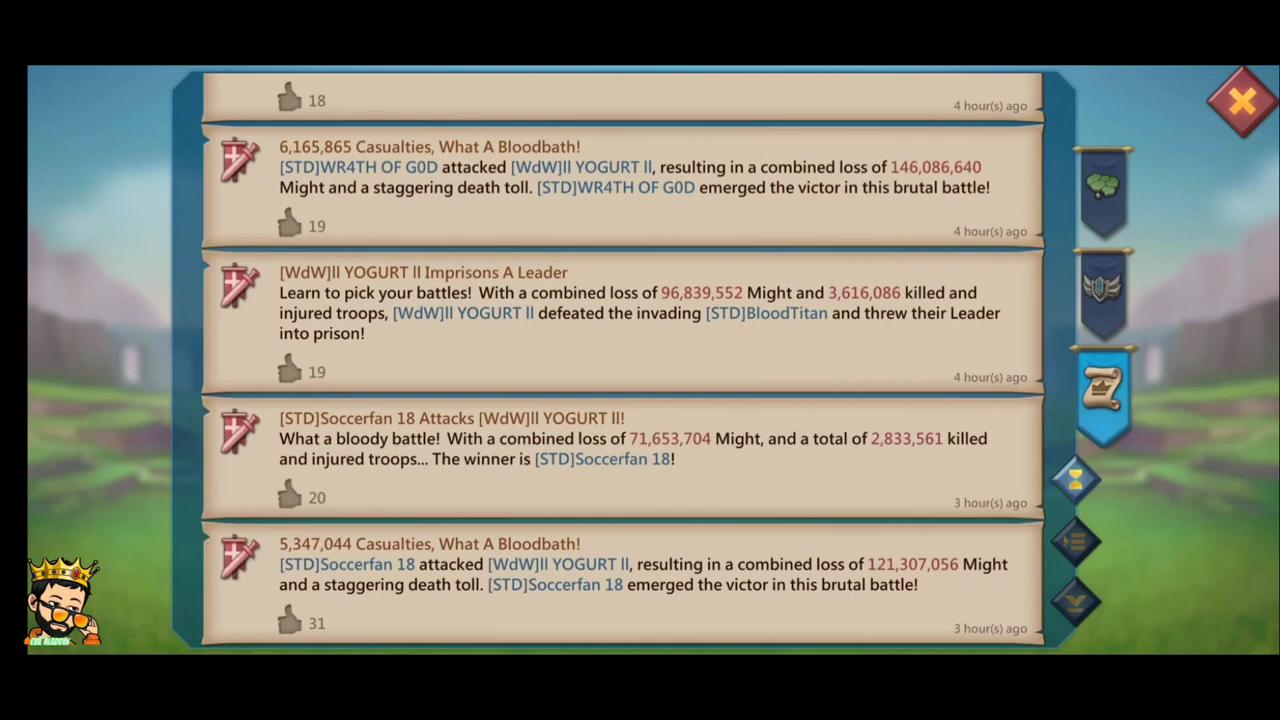 18
4 hour(s) ago
6,165,865 Casualties, What A Bloodbath!
[STD]WR4TH OF G0D attacked [WdW]ll YOGURT ll, resulting in a combined loss of 146,086,640
Might and a staggering death toll. [STD]WR4TH OF G0D emerged the victor in this brutal battle!
19
4 hour(s) ago
[WdW]ll YOGURT ll Imprisons A Leader
Learn to pick your battles! With a combined loss of 96,839,552 Might and 3,616,086 killed and
injured troops, [WdW]ll YOGURT ll defeated the invading [STD]BloodTitan and threw their Leader
into prison!
19
4 hour(s) ago
[STD]Soccerfan 18 Attacks [WdW]ll YOGURT ll!
What a bloody battle! With a combined loss of 71,653,704 Might, and a total of 2,833,561 killed
and injured troops... The winner is [STD]Soccerfan 18!
20
3 hour(s) ago
5,347,044 Casualties, What A Bloodbath!
[STD]Soccerfan 18 attacked [WdW]ll YOGURT ll, resulting in a combined loss of 121,307,056 Might
and a staggering death toll. [STD]Soccerfan 18 emerged the victor in this brutal battle!
31
3 hour(s) ago
EVIL ALADDIN